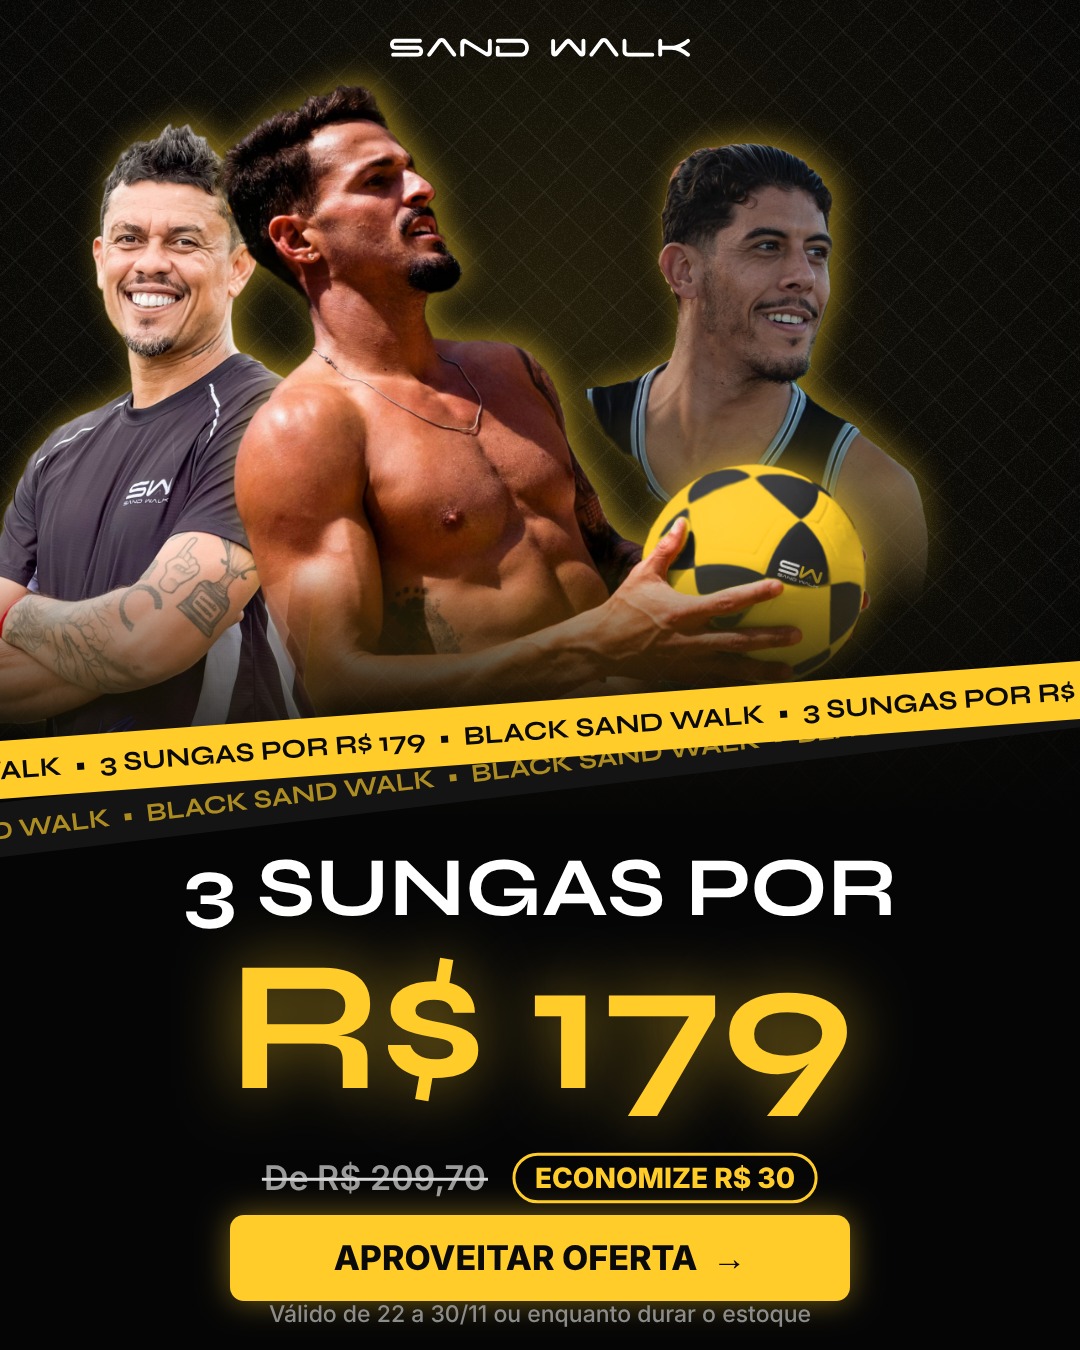 SAND WALK
SW
SAND WALK
SW
SAND WALK
ALK ▪ 3 SUNGAS POR R$ 179 ▪ BLACK SAND WALK ▪ 3 SUNGAS POR R$
D WALK ▪ BLACK SAND WALK ▪ BLACK SAND WALK
3 SUNGAS POR
R$ 179
De R$ 209,70 ECONOMIZE R$ 30
APROVEITAR OFERTA →
Válido de 22 a 30/11 ou enquanto durar o estoque